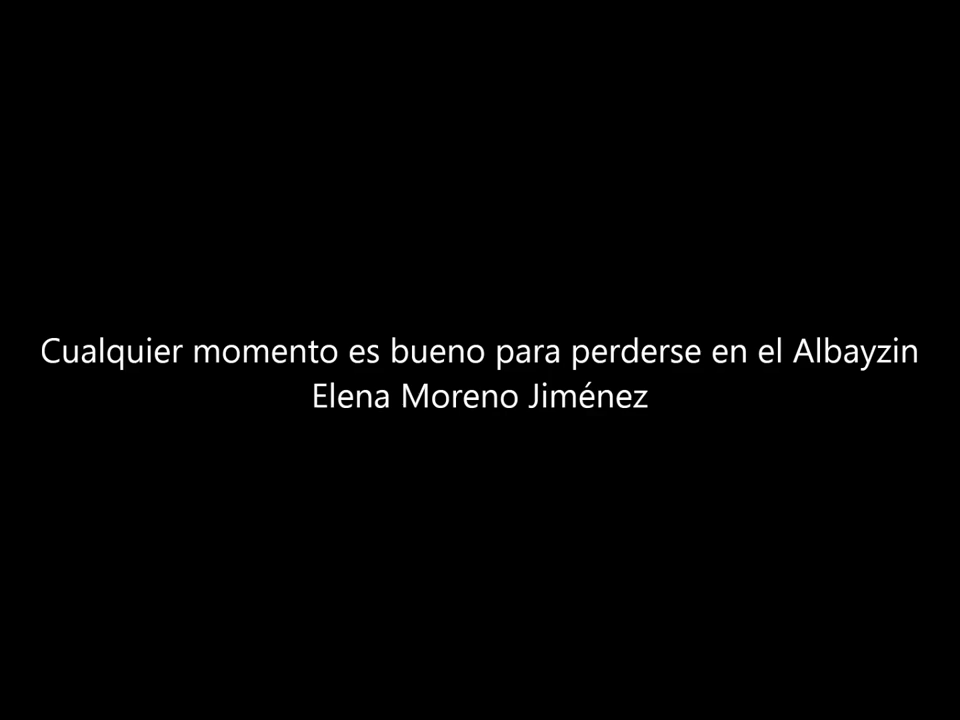 Cualquier momento es bueno para perderse en el Albayzin
Elena Moreno Jiménez